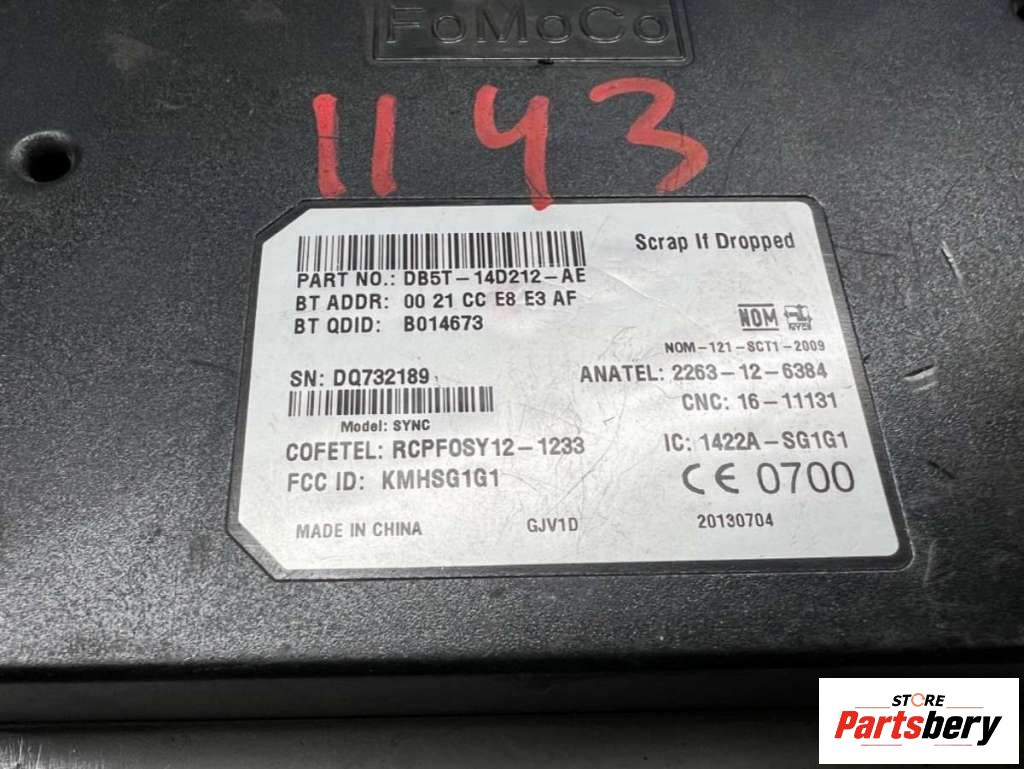 FoMoCo
1143
Scrap If Dropped
PART NO.: DB5T-14D212-AE
BT ADDR: 00 21 CC E8 E3 AF
BT QDID: B014673
NOM NYCE
NOM-121-SCT1-2009
SN: DQ732189
ANATEL: 2263-12-6384
CNC: 16-11131
Model: SYNC
COFETEL: RCPFOSY12-1233
IC: 1422A-SG1G1
FCC ID: KMHSG1G1
CE 0700
MADE IN CHINA
GJV1D
20130704
STORE
Partsbery